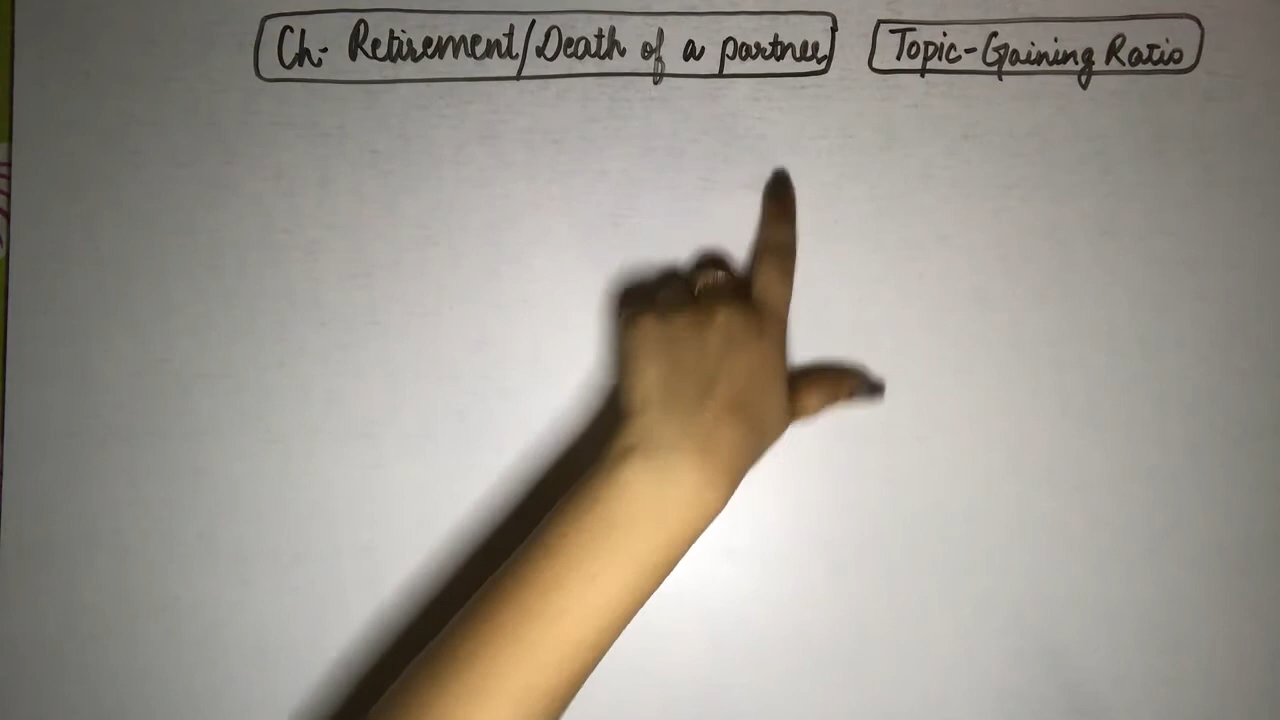 Ch- Retirement/Death of a partner Topic-Gaining Ratio